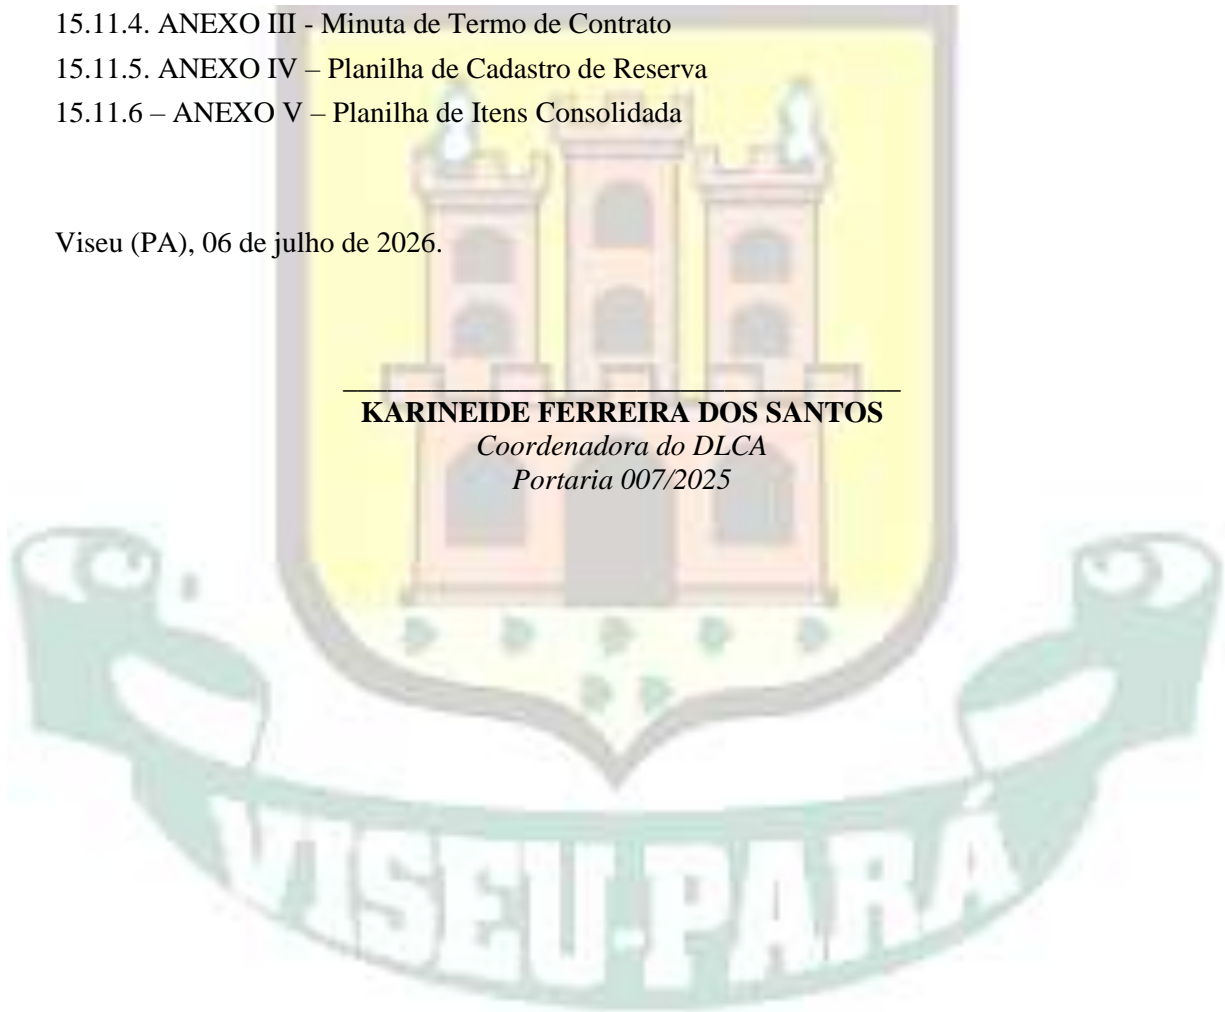 15.11.4. ANEXO III - Minuta de Termo de Contrato
15.11.5. ANEXO IV – Planilha de Cadastro de Reserva
15.11.6 – ANEXO V – Planilha de Itens Consolidada
Viseu (PA), 06 de julho de 2026.
KARINEIDE FERREIRA DOS SANTOS
Coordenadora do DLCA
Portaria 007/2025
VISEU-PARÁ